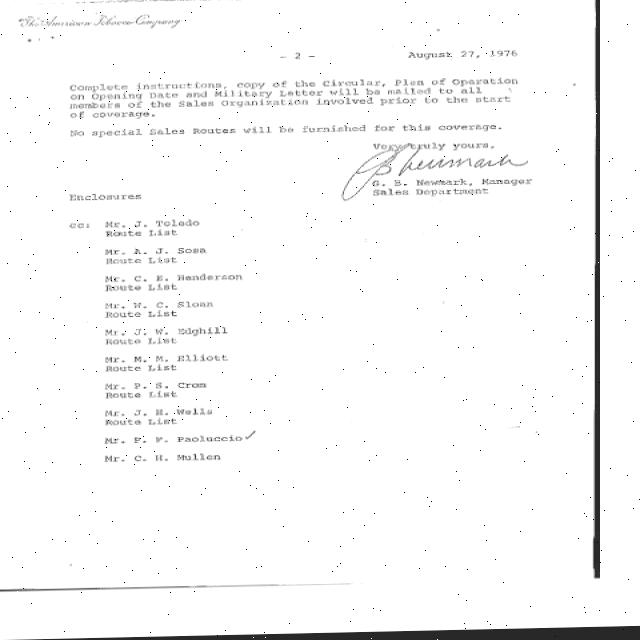 The American Tobacco Company
- 2 -
August 27, 1976
Complete instructions, copy of the Circular, Plan of Operation
on Opening Date and Military Letter will be mailed to all
members of the Sales Organization involved prior to the start
of coverage.
No special Sales Routes will be furnished for this coverage.
Very truly yours,
G. B. Newmark, Manager
Sales Department
Enclosures
cc: Mr. J. Toledo
Route List
Mr. A. J. Sosa
Route List
Mr. C. E. Henderson
Route List
Mr. W. C. Sloan
Route List
Mr. J. W. Edghill
Route List
Mr. M. M. Elliott
Route List
Mr. P. S. Crom
Route List
Mr. J. H. Wells
Route List
Mr. F. F. Paoluccio
Mr. C. H. Mullen